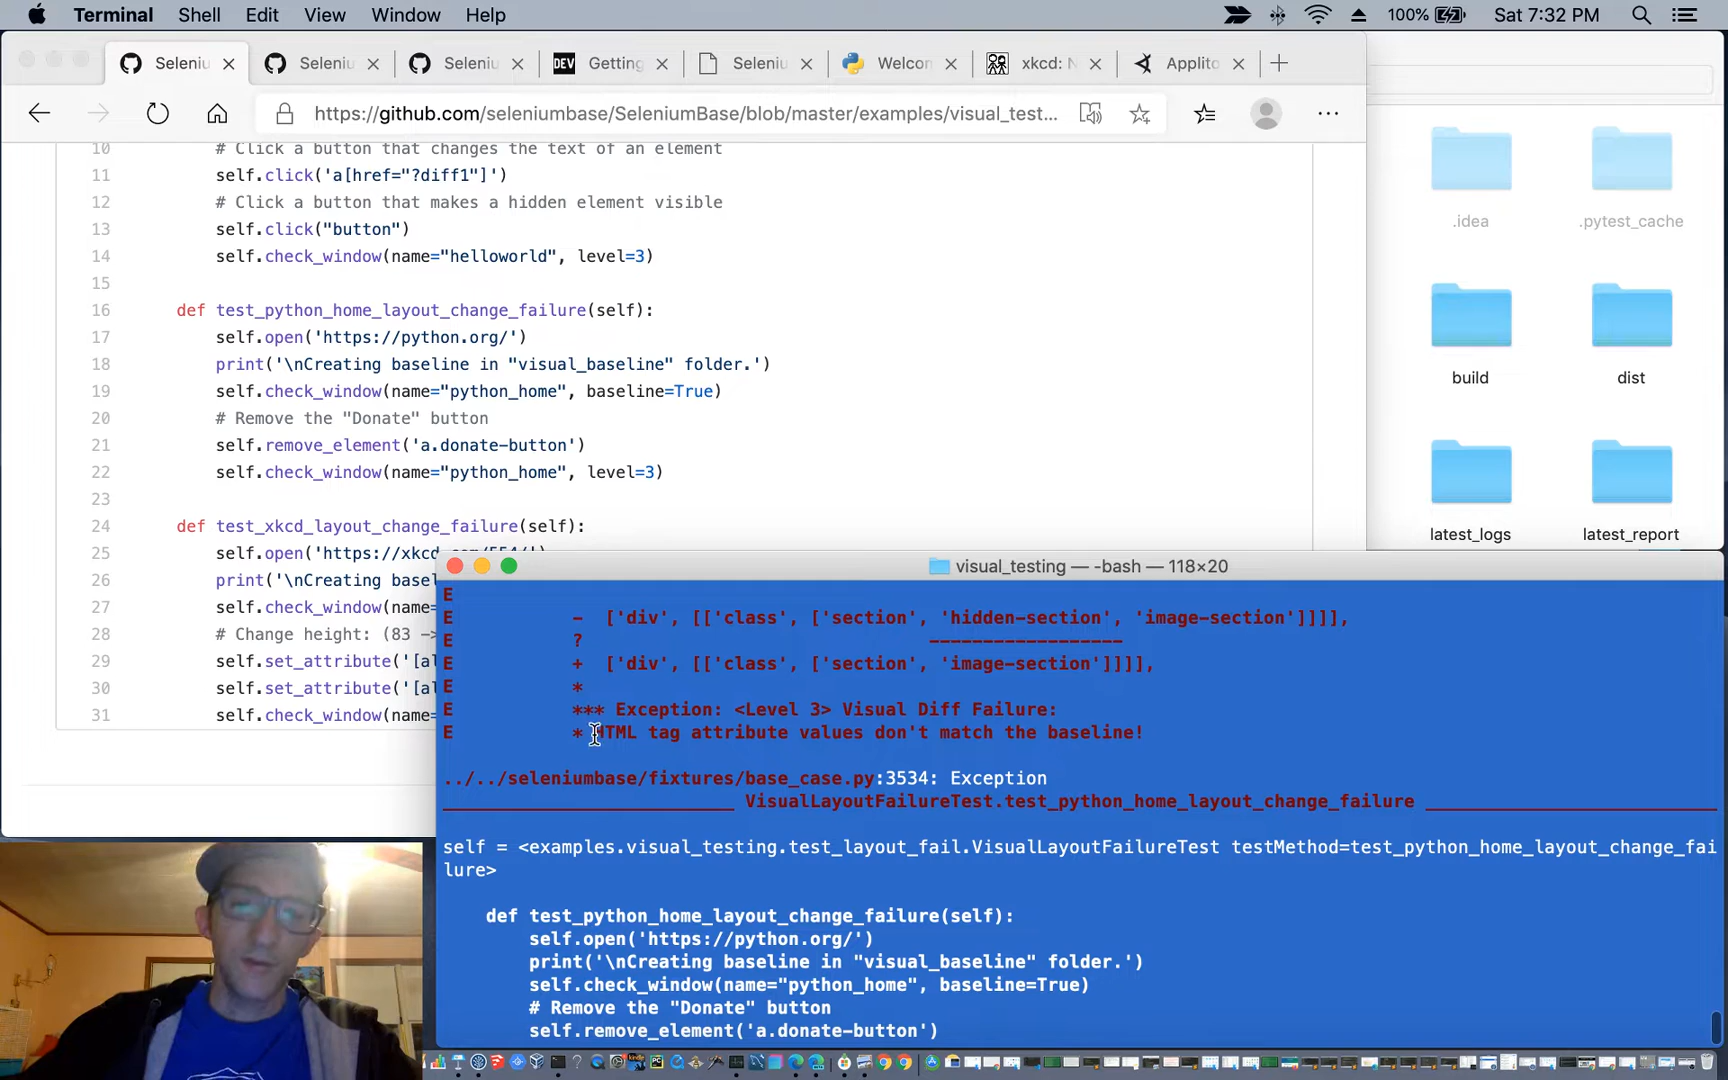 Terminal Shell Edit View Window Help 100% Sat 7:32 PM
Seleniu Seleniu Seleniu DEV Getting Seleniu Welcon xkcd: N Applito
https://github.com/seleniumbase/SeleniumBase/blob/master/examples/visual_test...
10 # Click a button that changes the text of an element
11 self.click('a[href="?diff1"]')
12 # Click a button that makes a hidden element visible
13 self.click("button")
14 self.check_window(name="helloworld", level=3)
15
16 def test_python_home_layout_change_failure(self):
17 self.open('https://python.org/')
18 print('\nCreating baseline in "visual_baseline" folder.')
19 self.check_window(name="python_home", baseline=True)
20 # Remove the "Donate" button
21 self.remove_element('a.donate-button')
22 self.check_window(name="python_home", level=3)
23
24 def test_xkcd_layout_change_failure(self):
25 self.open('https://xkcd.com/554/')
26 print('\nCreating basel
27 self.check_window(name=
28 # Change height: (83 ->
29 self.set_attribute('[al
30 self.set_attribute('[al
31 self.check_window(name=
.idea .pytest_cache
build dist
latest_logs latest_report
visual_testing — -bash — 118×20
E
E - ['div', [['class', ['section', 'hidden-section', 'image-section']]]],
E ? -----------------
E + ['div', [['class', ['section', 'image-section']]]],
E *
E *** Exception: <Level 3> Visual Diff Failure:
E * HTML tag attribute values don't match the baseline!
../../seleniumbase/fixtures/base_case.py:3534: Exception
VisualLayoutFailureTest.test_python_home_layout_change_failure
self = <examples.visual_testing.test_layout_fail.VisualLayoutFailureTest testMethod=test_python_home_layout_change_fai
lure>
def test_python_home_layout_change_failure(self):
self.open('https://python.org/')
print('\nCreating baseline in "visual_baseline" folder.')
self.check_window(name="python_home", baseline=True)
# Remove the "Donate" button
self.remove_element('a.donate-button')